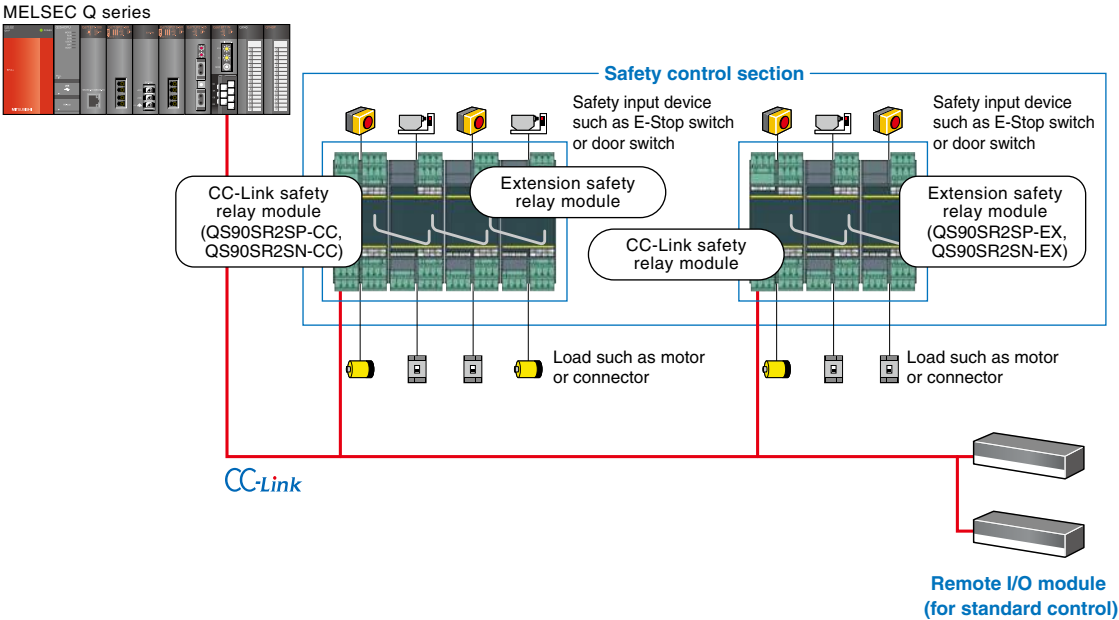 MELSEC Q series
Safety control section
Safety input device
such as E-Stop switch
or door switch
Safety input device
such as E-Stop switch
or door switch
CC-Link safety
relay module
(QS90SR2SP-CC,
QS90SR2SN-CC)
Extension safety
relay module
CC-Link safety
relay module
Extension safety
relay module
(QS90SR2SP-EX,
QS90SR2SN-EX)
Load such as motor
or connector
Load such as motor
or connector
CC-Link
Remote I/O module
(for standard control)